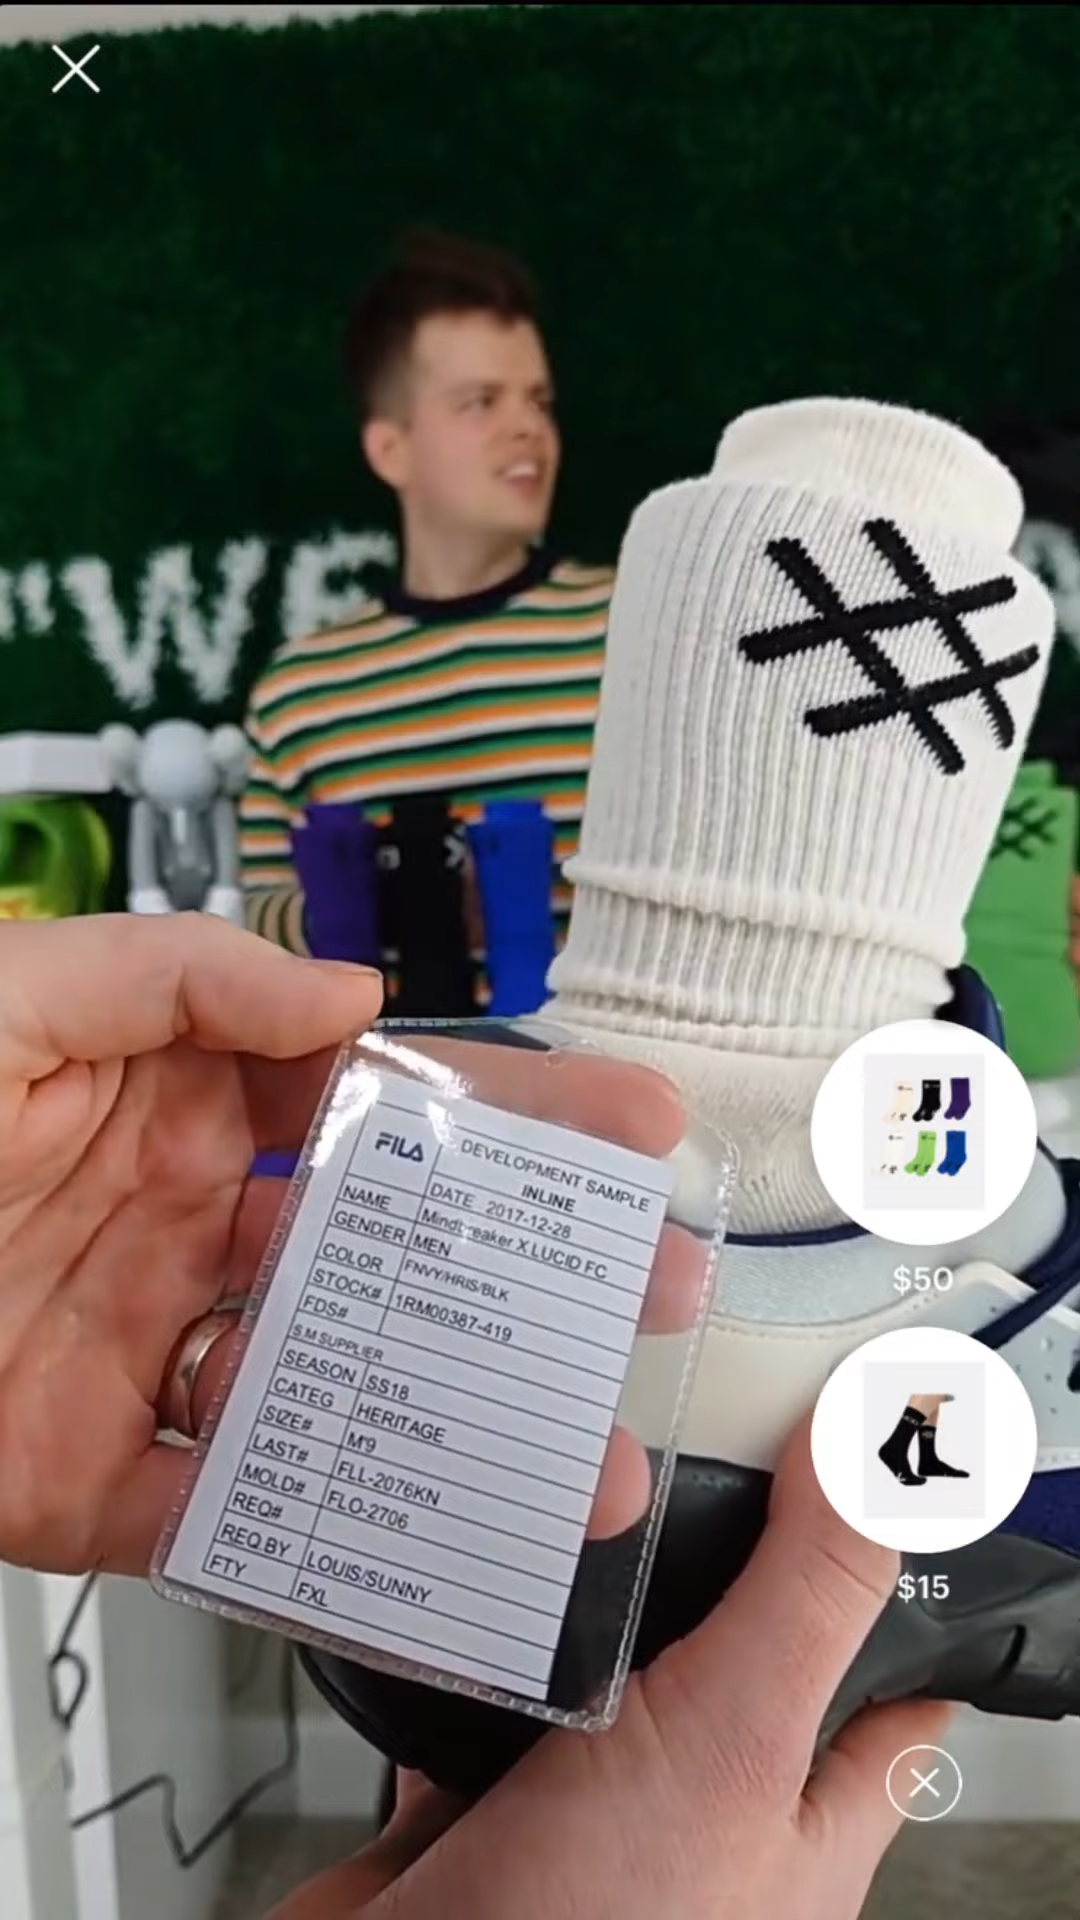 "WE
FILA
DEVELOPMENT SAMPLE
INLINE
DATE 2017-12-28
NAME Mindbreaker X LUCID FC
GENDER MEN
COLOR FNVY/HRIS/BLK
STOCK# 1RM00387-419
FDS#
S.M SUPPLIER
SEASON SS18
CATEG HERITAGE
SIZE# M'9
LAST# FLL-2076KN
MOLD# FLO-2706
REQ#
REQ BY LOUIS/SUNNY
FTY FXL
$50
$15